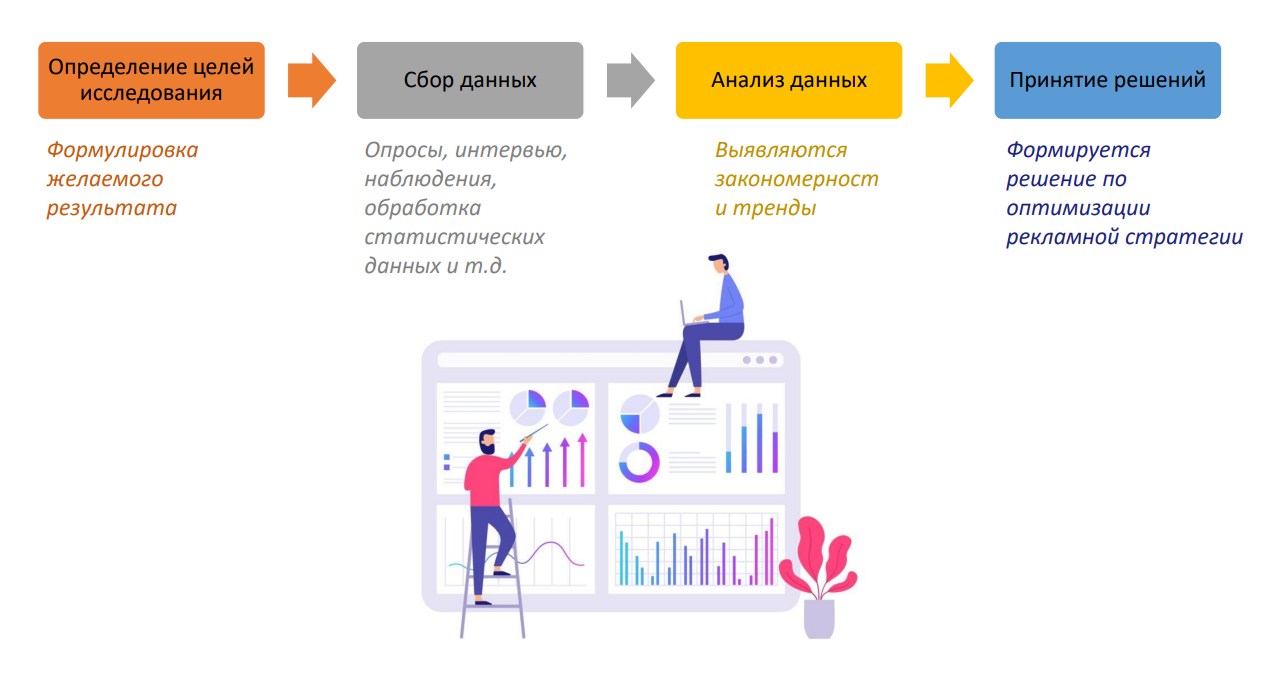 Определение целей
исследования
Формулировка
желаемого
результата
Сбор данных
Опросы, интервью,
наблюдения,
обработка
статистических
данных и т.д.
Анализ данных
Выявляются
закономерност
и тренды
Принятие решений
Формируется
решение по
оптимизации
рекламной стратегии